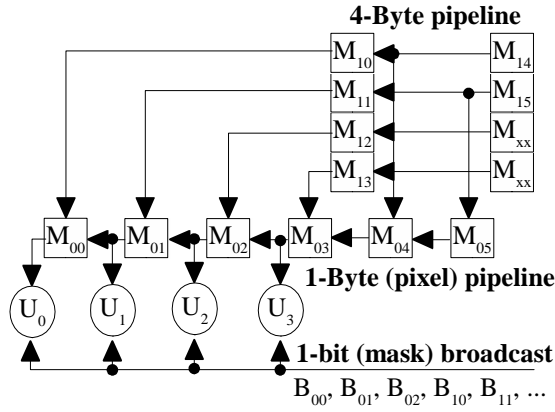 4-Byte pipeline
M₁₀ M₁₄
M₁₁ M₁₅
M₁₂ Mₓₓ
M₁₃ Mₓₓ
M₀₀ M₀₁ M₀₂ M₀₃ M₀₄ M₀₅
1-Byte (pixel) pipeline
U₀ U₁ U₂ U₃
1-bit (mask) broadcast
B₀₀, B₀₁, B₀₂, B₁₀, B₁₁, ...